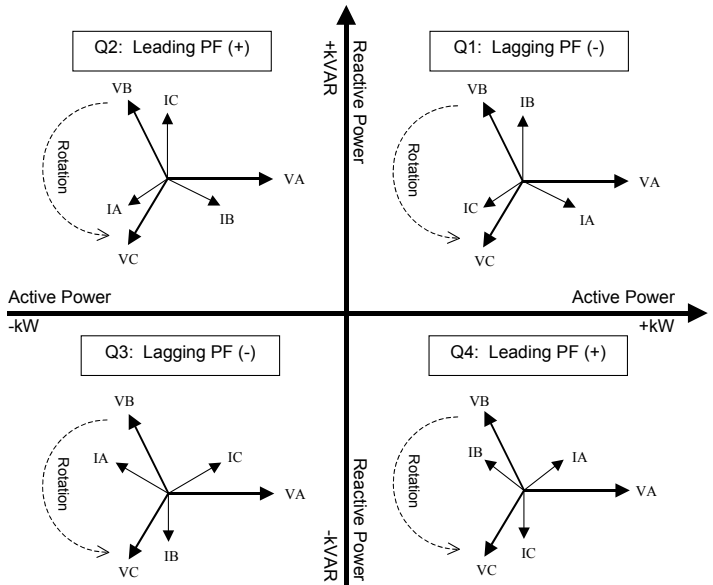 Q2: Leading PF (+)
+kVAR
Reactive Power
Q1: Lagging PF (-)
VB
IC
Rotation
VA
IA
IB
VC
VB
IB
Rotation
VA
IC
IA
VC
Active Power
-kW
Active Power
+kW
Q3: Lagging PF (-)
Q4: Leading PF (+)
VB
IA
IC
Rotation
VA
IB
VC
Reactive Power
-kVAR
VB
IB
IA
Rotation
VA
IC
VC